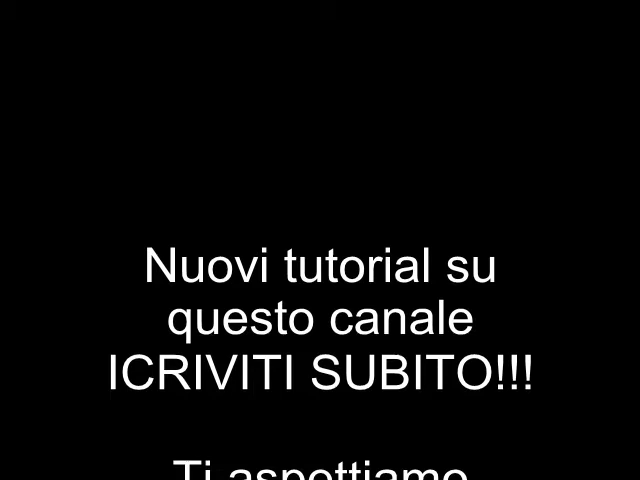 Nuovi tutorial su
questo canale
ICRIVITI SUBITO!!!
Ti aspettiamo